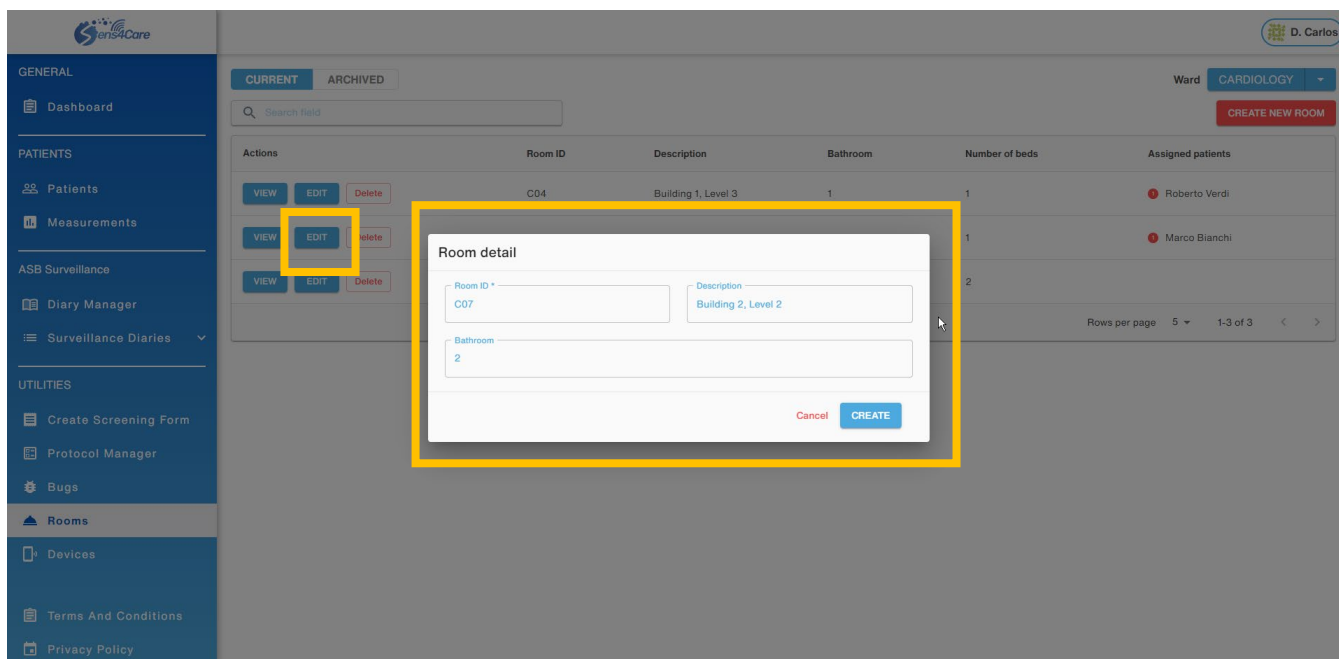 Sens4Care
D. Carlos
GENERAL
Dashboard
PATIENTS
Patients
Measurements
ASB Surveillance
Diary Manager
Surveillance Diaries
UTILITIES
Create Screening Form
Protocol Manager
Bugs
Rooms
Devices
Terms And Conditions
Privacy Policy
CURRENT ARCHIVED
Ward CARDIOLOGY
Search field
CREATE NEW ROOM
Actions Room ID Description Bathroom Number of beds Assigned patients
VIEW EDIT Delete C04 Building 1, Level 3 1 1 Roberto Verdi
VIEW EDIT Delete 1 Marco Bianchi
VIEW EDIT Delete 2
Rows per page 5 1-3 of 3
Room detail
Room ID * Description
C07 Building 2, Level 2
Bathroom
2
Cancel CREATE